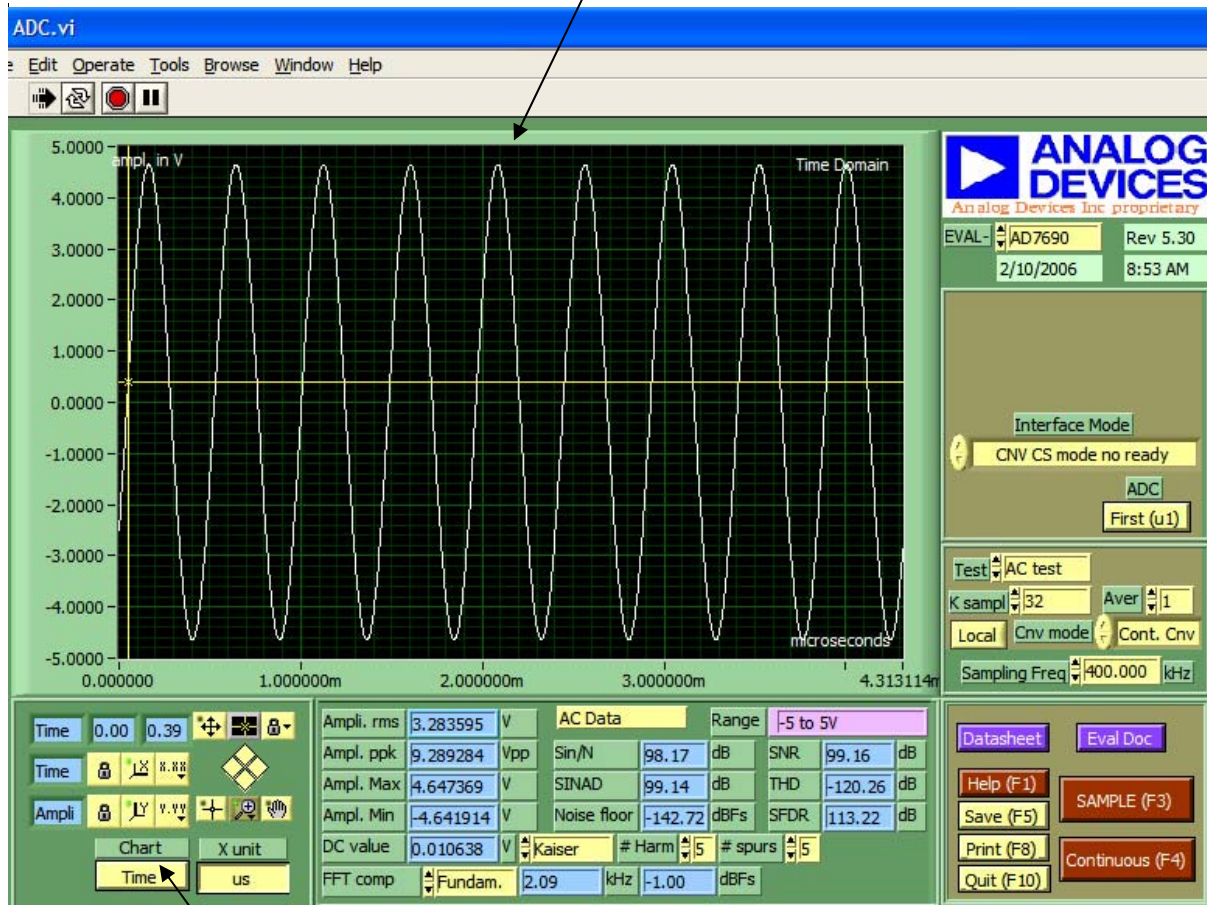 ADC.vi
e Edit Operate Tools Browse Window Help
ANALOG
DEVICES
Analog Devices Inc proprietary
EVAL- AD7690 Rev 5.30
2/10/2006 8:53 AM
ampl. in V
Time Domain
5.0000
4.0000
3.0000
2.0000
1.0000
0.0000
-1.0000
-2.0000
-3.0000
-4.0000
-5.0000
microseconds
0.000000 1.000000m 2.000000m 3.000000m 4.313114m
Interface Mode
CNV CS mode no ready
ADC
First (u1)
Test AC test
K sampl 32 Aver 1
Local Cnv mode Cont. Cnv
Sampling Freq 400.000 kHz
Time 0.00 0.39
Time X X.XX
Ampli Y Y.YY
Chart X unit
Time us
Ampli. rms 3.283595 V AC Data Range -5 to 5V
Ampl. ppk 9.289284 Vpp Sin/N 98.17 dB SNR 99.16 dB
Ampl. Max 4.647369 V SINAD 99.14 dB THD -120.26 dB
Ampl. Min -4.641914 V Noise floor -142.72 dBFs SFDR 113.22 dB
DC value 0.010638 V Kaiser # Harm 5 # spurs 5
FFT comp Fundam. 2.09 kHz -1.00 dBFs
Datasheet Eval Doc
Help (F1)
SAMPLE (F3)
Save (F5)
Print (F8)
Continuous (F4)
Quit (F10)